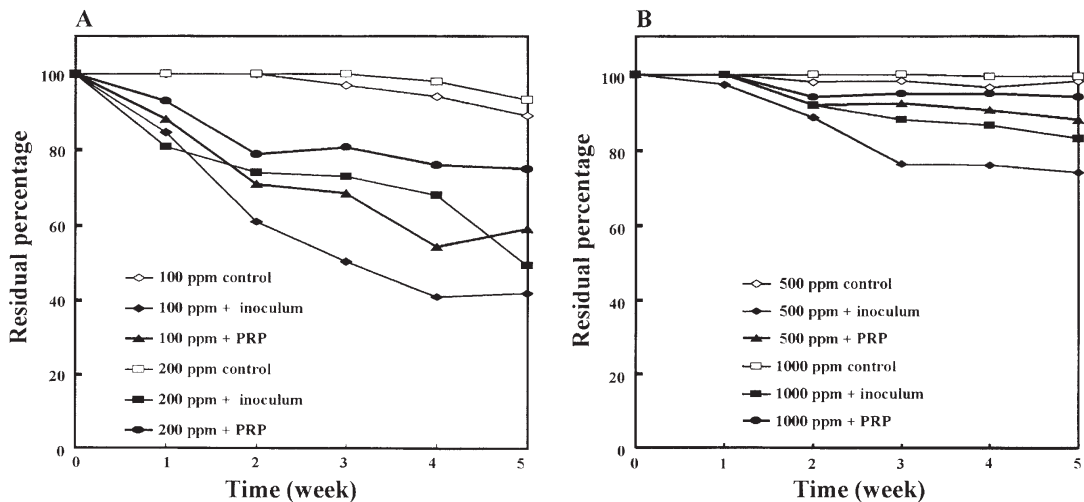 A
Residual percentage
100
80
60
40
20
0
100 ppm control
100 ppm + inoculum
100 ppm + PRP
200 ppm control
200 ppm + inoculum
200 ppm + PRP
0 1 2 3 4 5
Time (week)
B
Residual percentage
100
80
60
40
20
0
500 ppm control
500 ppm + inoculum
500 ppm + PRP
1000 ppm control
1000 ppm + inoculum
1000 ppm + PRP
0 1 2 3 4 5
Time (week)